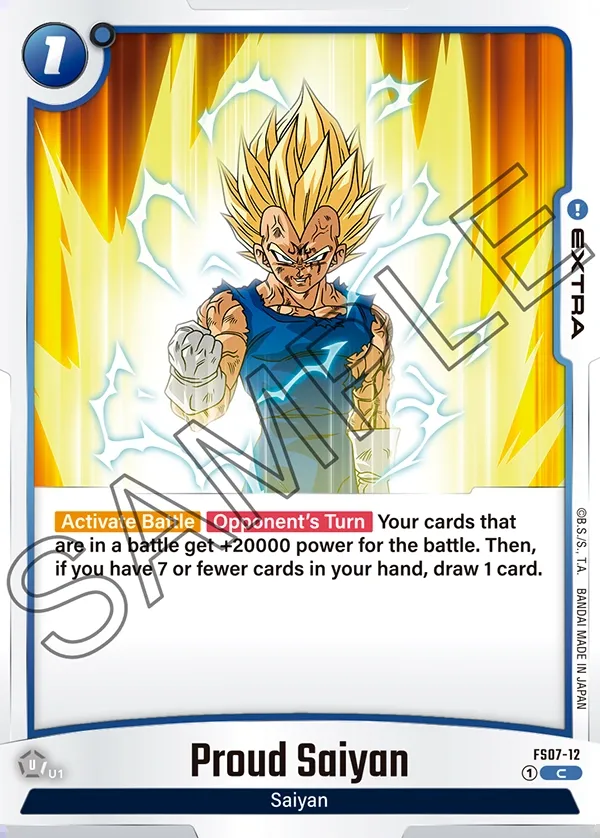 1
EXTRA
SAMPLE
Activate Battle Opponent's Turn Your cards that
are in a battle get +20000 power for the battle. Then,
if you have 7 or fewer cards in your hand, draw 1 card.
©B.S./S., T.A. BANDAI MADE IN JAPAN
U/U1
Proud Saiyan
FS07-12
1 C
Saiyan